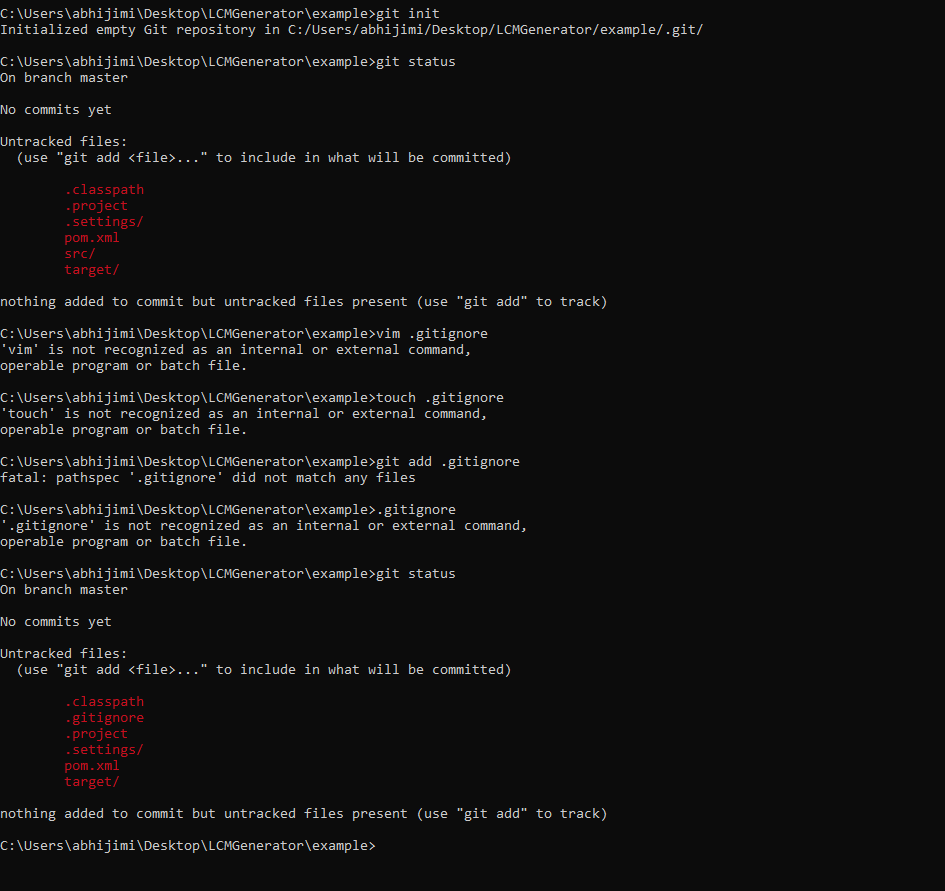 C:\Users\abhijimi\Desktop\LCMGenerator\example>git init
Initialized empty Git repository in C:/Users/abhijimi/Desktop/LCMGenerator/example/.git/
C:\Users\abhijimi\Desktop\LCMGenerator\example>git status
On branch master
No commits yet
Untracked files:
(use "git add <file>..." to include in what will be committed)
.classpath
.project
.settings/
pom.xml
src/
target/
nothing added to commit but untracked files present (use "git add" to track)
C:\Users\abhijimi\Desktop\LCMGenerator\example>vim .gitignore
'vim' is not recognized as an internal or external command,
operable program or batch file.
C:\Users\abhijimi\Desktop\LCMGenerator\example>touch .gitignore
'touch' is not recognized as an internal or external command,
operable program or batch file.
C:\Users\abhijimi\Desktop\LCMGenerator\example>git add .gitignore
fatal: pathspec '.gitignore' did not match any files
C:\Users\abhijimi\Desktop\LCMGenerator\example>.gitignore
'.gitignore' is not recognized as an internal or external command,
operable program or batch file.
C:\Users\abhijimi\Desktop\LCMGenerator\example>git status
On branch master
No commits yet
Untracked files:
(use "git add <file>..." to include in what will be committed)
.classpath
.gitignore
.project
.settings/
pom.xml
target/
nothing added to commit but untracked files present (use "git add" to track)
C:\Users\abhijimi\Desktop\LCMGenerator\example>